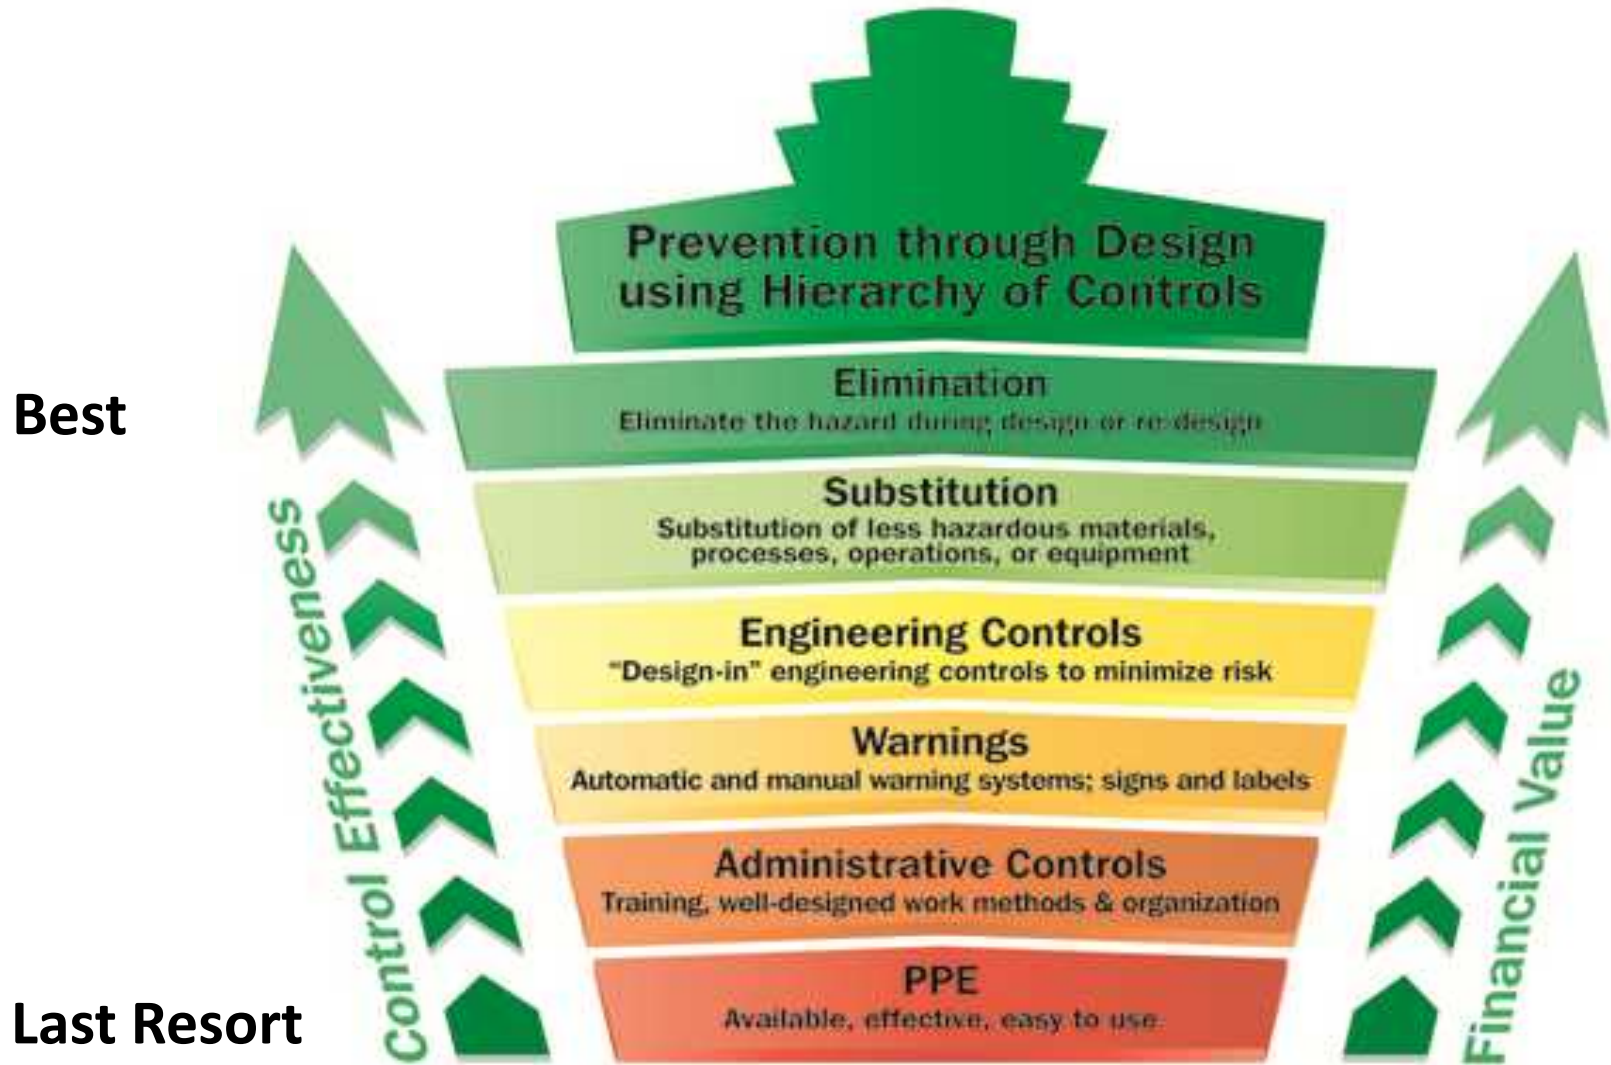 Prevention through Design
using Hierarchy of Controls
Best
Elimination
Eliminate the hazard during design or re-design
Substitution
Substitution of less hazardous materials,
processes, operations, or equipment
Engineering Controls
“Design-in” engineering controls to minimize risk
Warnings
Automatic and manual warning systems; signs and labels
Administrative Controls
Training, well-designed work methods & organization
PPE
Available, effective, easy to use
Last Resort
Control Effectiveness
Financial Value